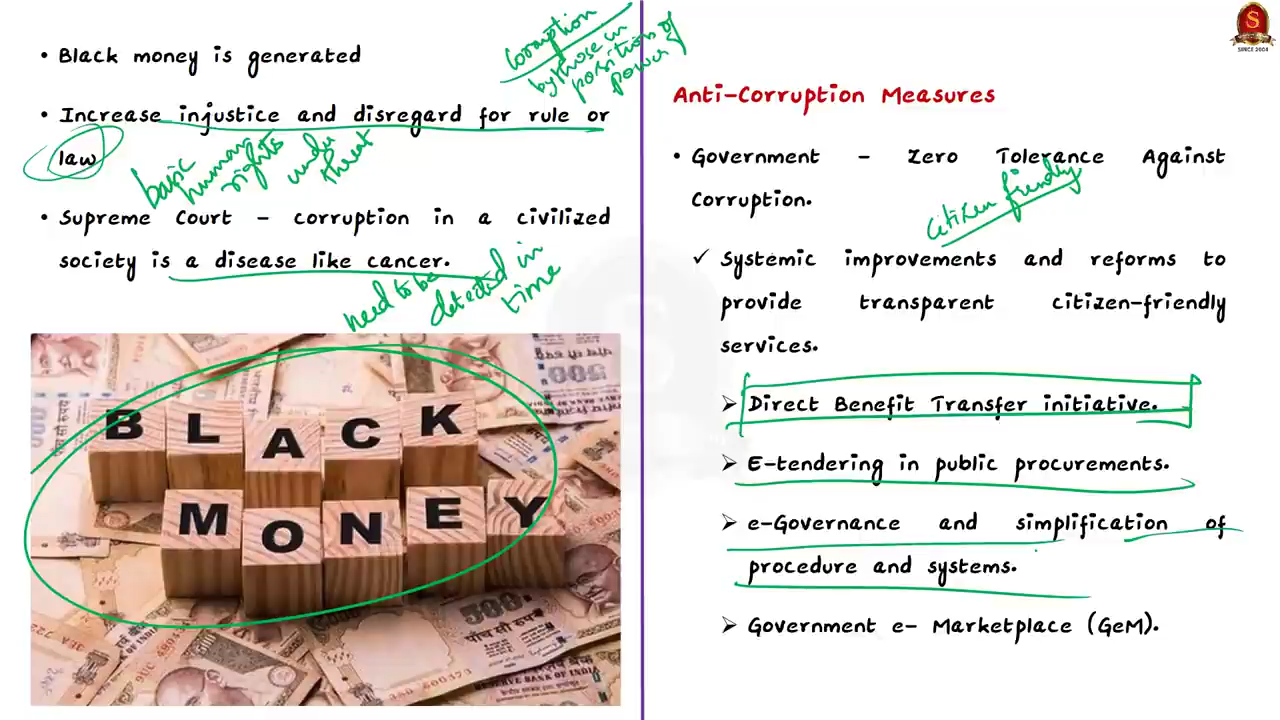 • Black money is generated
corruption
by those in
positions of
power
• Increase injustice and disregard for rule or
law
basic
human
rights
under
threat
• Supreme Court - corruption in a civilized
society is a disease like cancer.
need to be
detected in
time
BLACK
MONEY
Anti-Corruption Measures
• Government - Zero Tolerance Against
Corruption.
citizen friendly
✓ Systemic improvements and reforms to
provide transparent citizen-friendly
services.
➢ Direct Benefit Transfer initiative.
➢ E-tendering in public procurements.
➢ e-Governance and simplification of
procedure and systems.
➢ Government e- Marketplace (GeM).
SINCE 2004